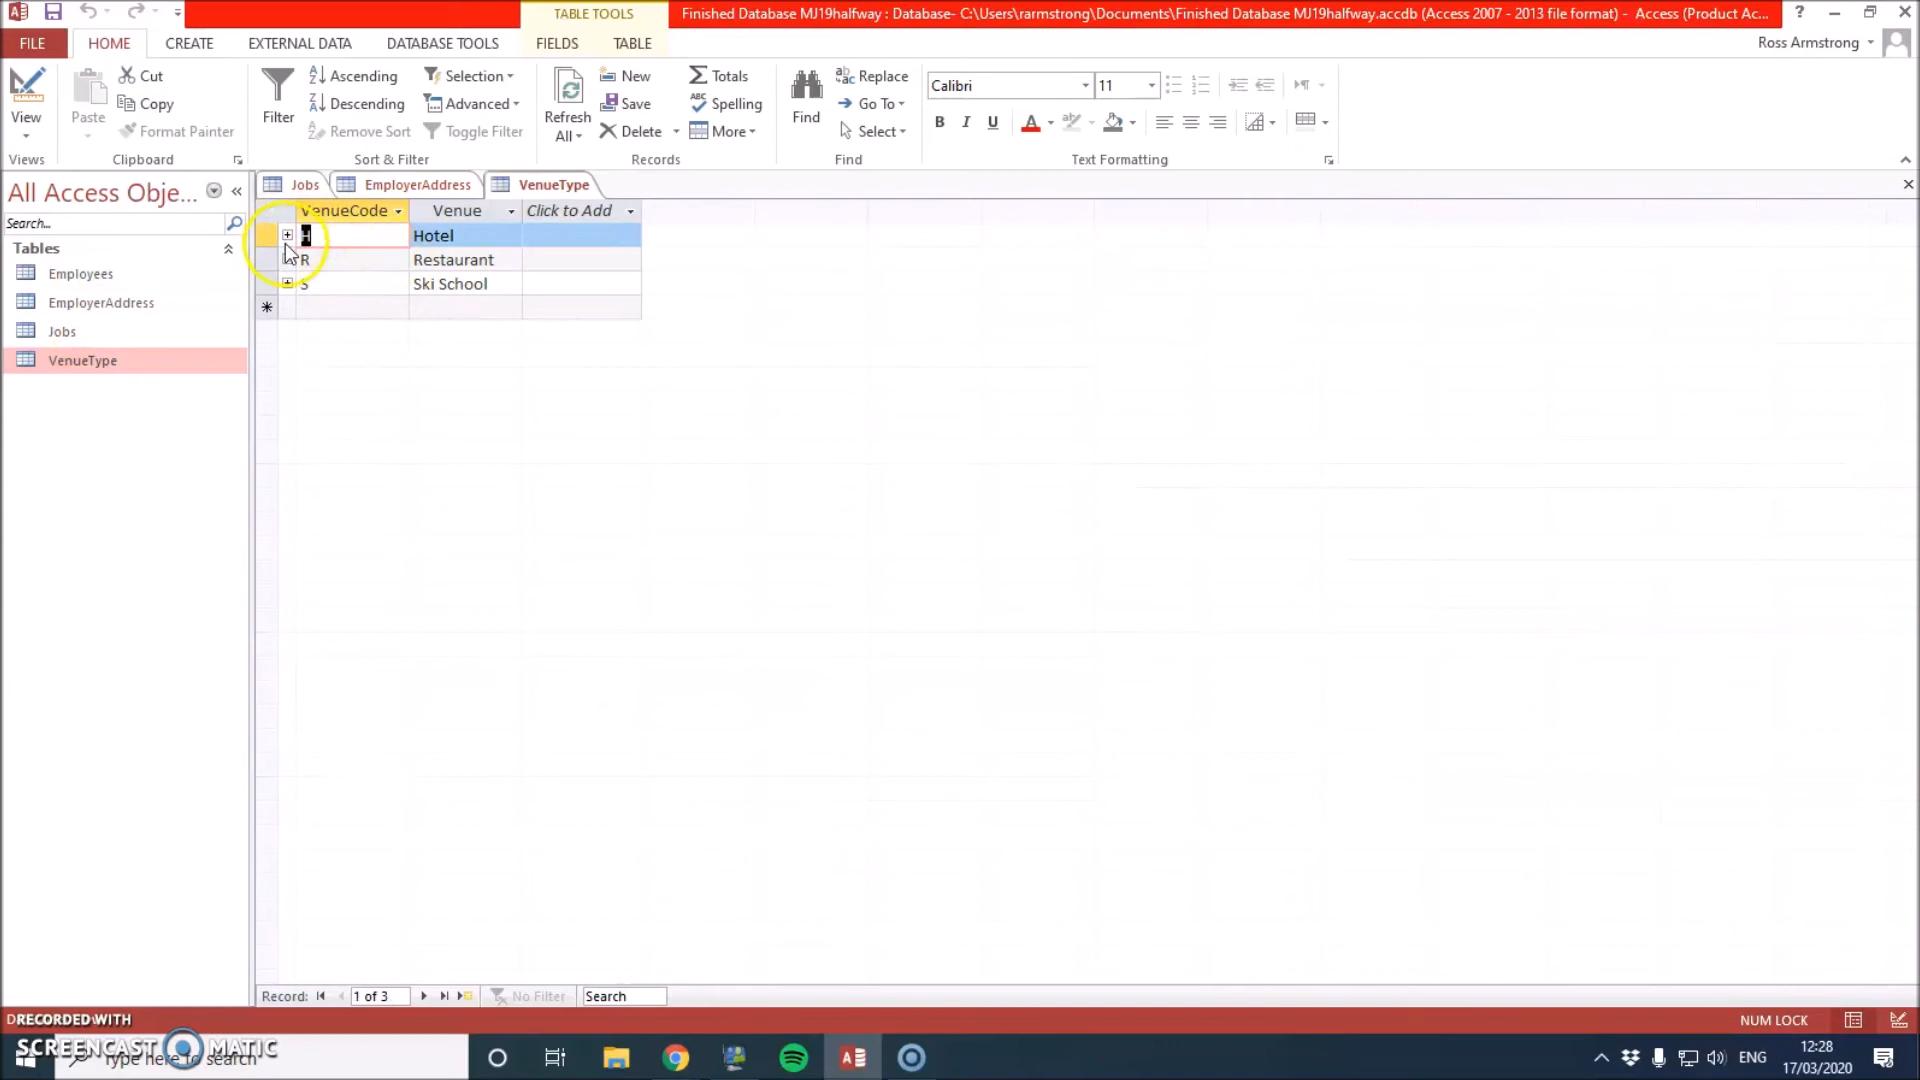 TABLE TOOLS
Finished Database MJ19halfway : Database- C:\Users\rarmstrong\Documents\Finished Database MJ19halfway.accdb (Access 2007 - 2013 file format) - Access (Product Ac... ?
FILE HOME CREATE EXTERNAL DATA DATABASE TOOLS FIELDS TABLE Ross Armstrong
View Paste Cut Copy Format Painter
Filter Ascending Descending Remove Sort Selection Advanced Toggle Filter
Refresh All New Save Delete Totals Spelling More
Find Replace Go To Select
Calibri 11
B I U A
Views Clipboard Sort & Filter Records Find Text Formatting
All Access Obje...
Search...
Tables
Employees
EmployerAddress
Jobs
VenueType
Jobs EmployerAddress VenueType
VenueCode Venue Click to Add
H Hotel
R Restaurant
S Ski School
Record: 1 of 3 No Filter Search
RECORDED WITH
SCREENCAST MATIC
NUM LOCK
Type here to search
ENG
12:28
17/03/2020